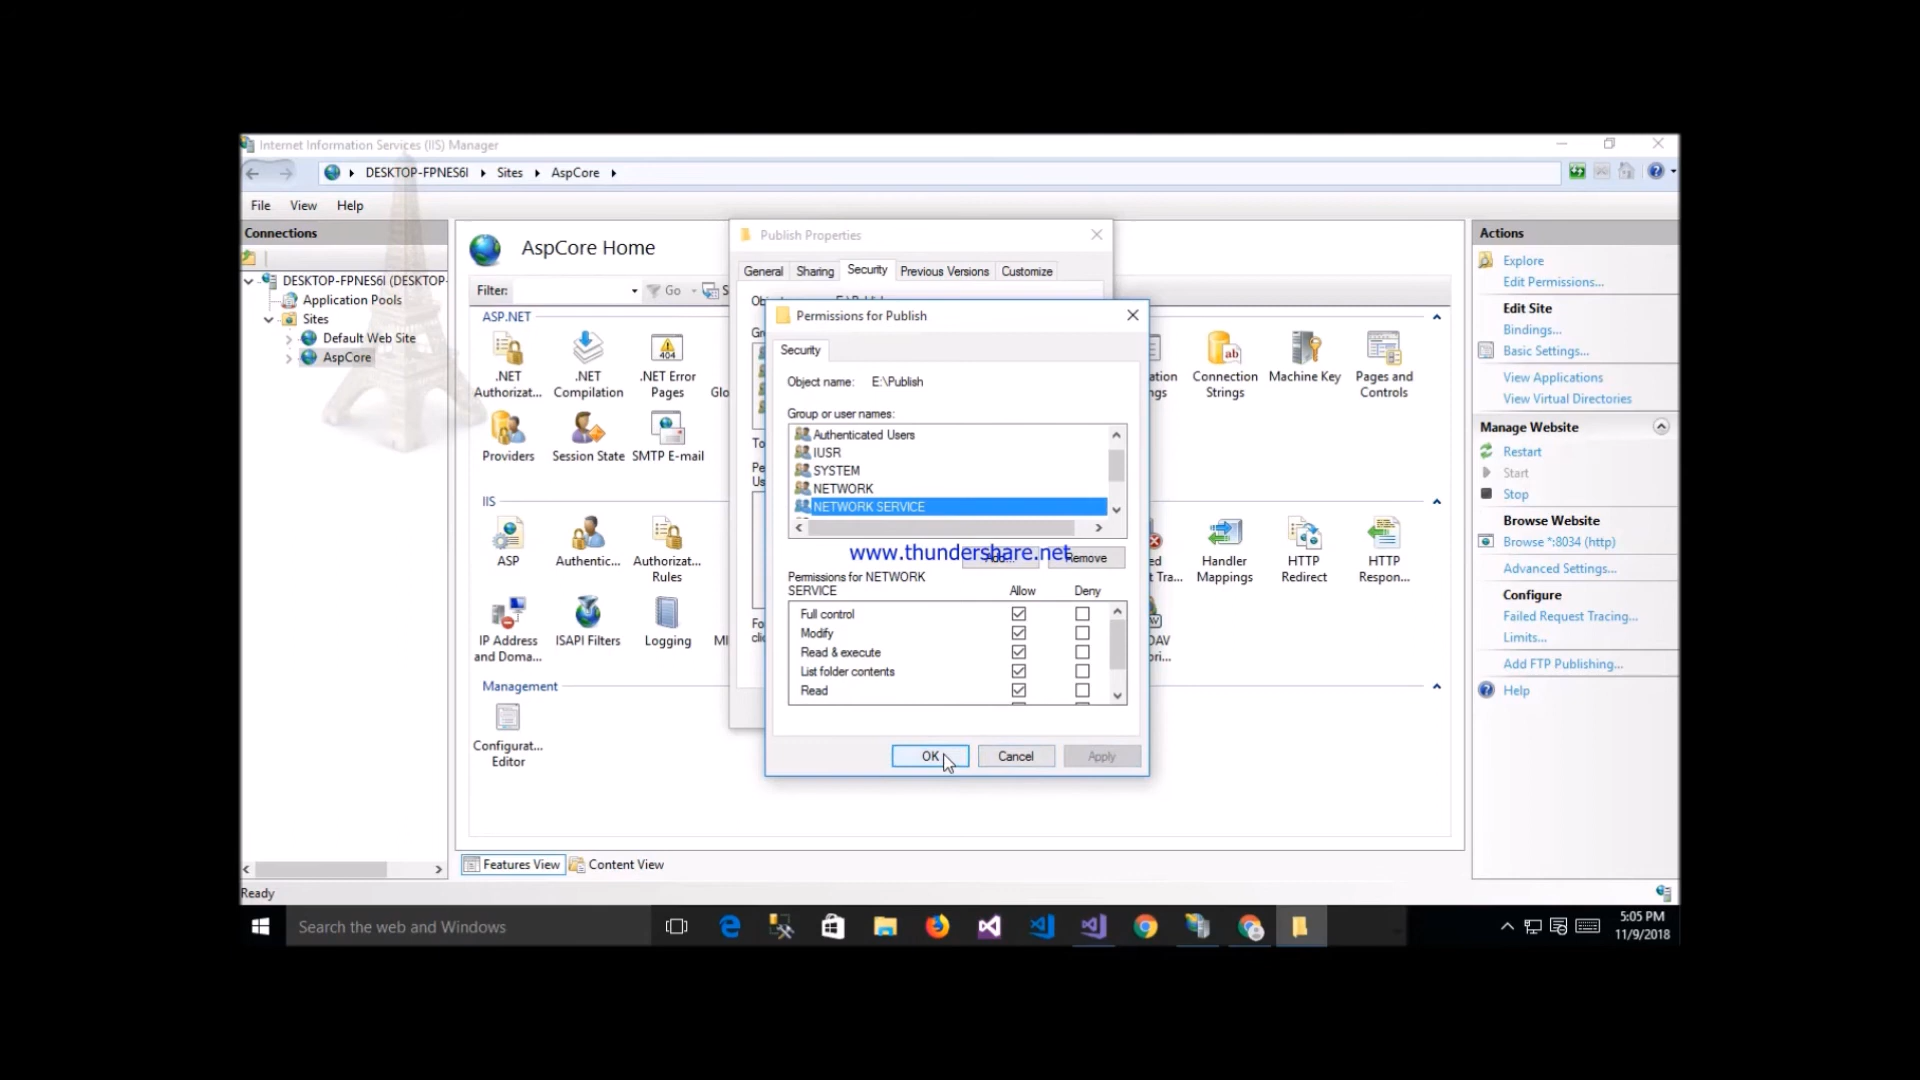 Internet Information Services (IIS) Manager
DESKTOP-FPNES6I
Sites
AspCore
File
View
Help
Connections
DESKTOP-FPNES6I (DESKTOP-
Application Pools
Sites
Default Web Site
AspCore
AspCore Home
Filter:
Go
ASP.NET
.NET
Authorizat...
.NET
Compilation
.NET Error
Pages
Connection
Strings
Machine Key
Pages and
Controls
Providers
Session State
SMTP E-mail
IIS
ASP
Authentic...
Authorizat...
Rules
Handler
Mappings
HTTP
Redirect
HTTP
Respon...
IP Address
and Doma...
ISAPI Filters
Logging
Management
Configurat...
Editor
Publish Properties
General
Sharing
Security
Previous Versions
Customize
Permissions for Publish
Security
Object name: E:\Publish
Group or user names:
Authenticated Users
IUSR
SYSTEM
NETWORK
NETWORK SERVICE
www.thundershare.net
Add...
Remove
Permissions for NETWORK
SERVICE
Allow
Deny
Full control
Modify
Read & execute
List folder contents
Read
OK
Cancel
Apply
Actions
Explore
Edit Permissions...
Edit Site
Bindings...
Basic Settings...
View Applications
View Virtual Directories
Manage Website
Restart
Start
Stop
Browse Website
Browse *:8034 (http)
Advanced Settings...
Configure
Failed Request Tracing...
Limits...
Add FTP Publishing...
Help
Features View
Content View
Ready
Search the web and Windows
5:05 PM
11/9/2018